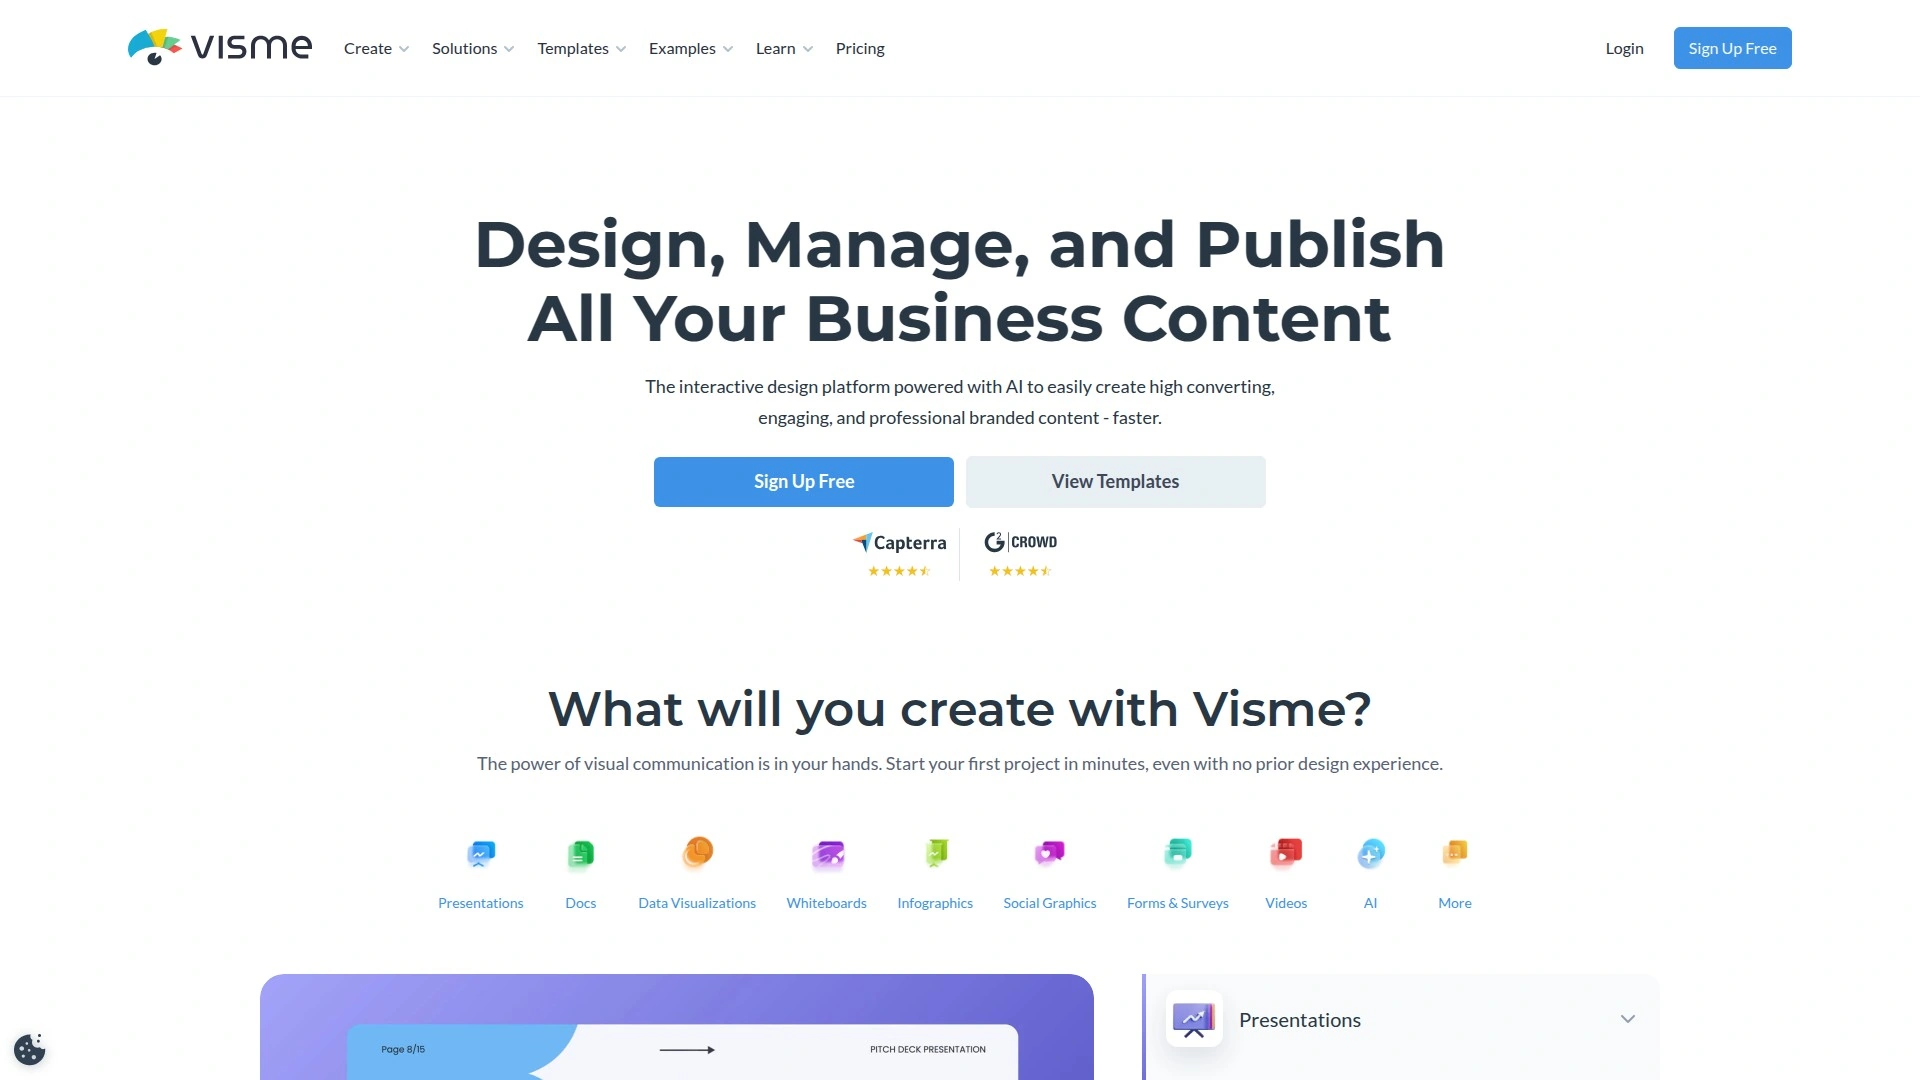 visme
Create
Solutions
Templates
Examples
Learn
Pricing
Login
Sign Up Free
Design, Manage, and Publish
All Your Business Content
The interactive design platform powered with AI to easily create high converting,
engaging, and professional branded content - faster.
Sign Up Free
View Templates
Capterra
G2 CROWD
What will you create with Visme?
The power of visual communication is in your hands. Start your first project in minutes, even with no prior design experience.
Presentations
Docs
Data Visualizations
Whiteboards
Infographics
Social Graphics
Forms & Surveys
Videos
AI
More
Page 8/15
PITCH DECK PRESENTATION
Presentations